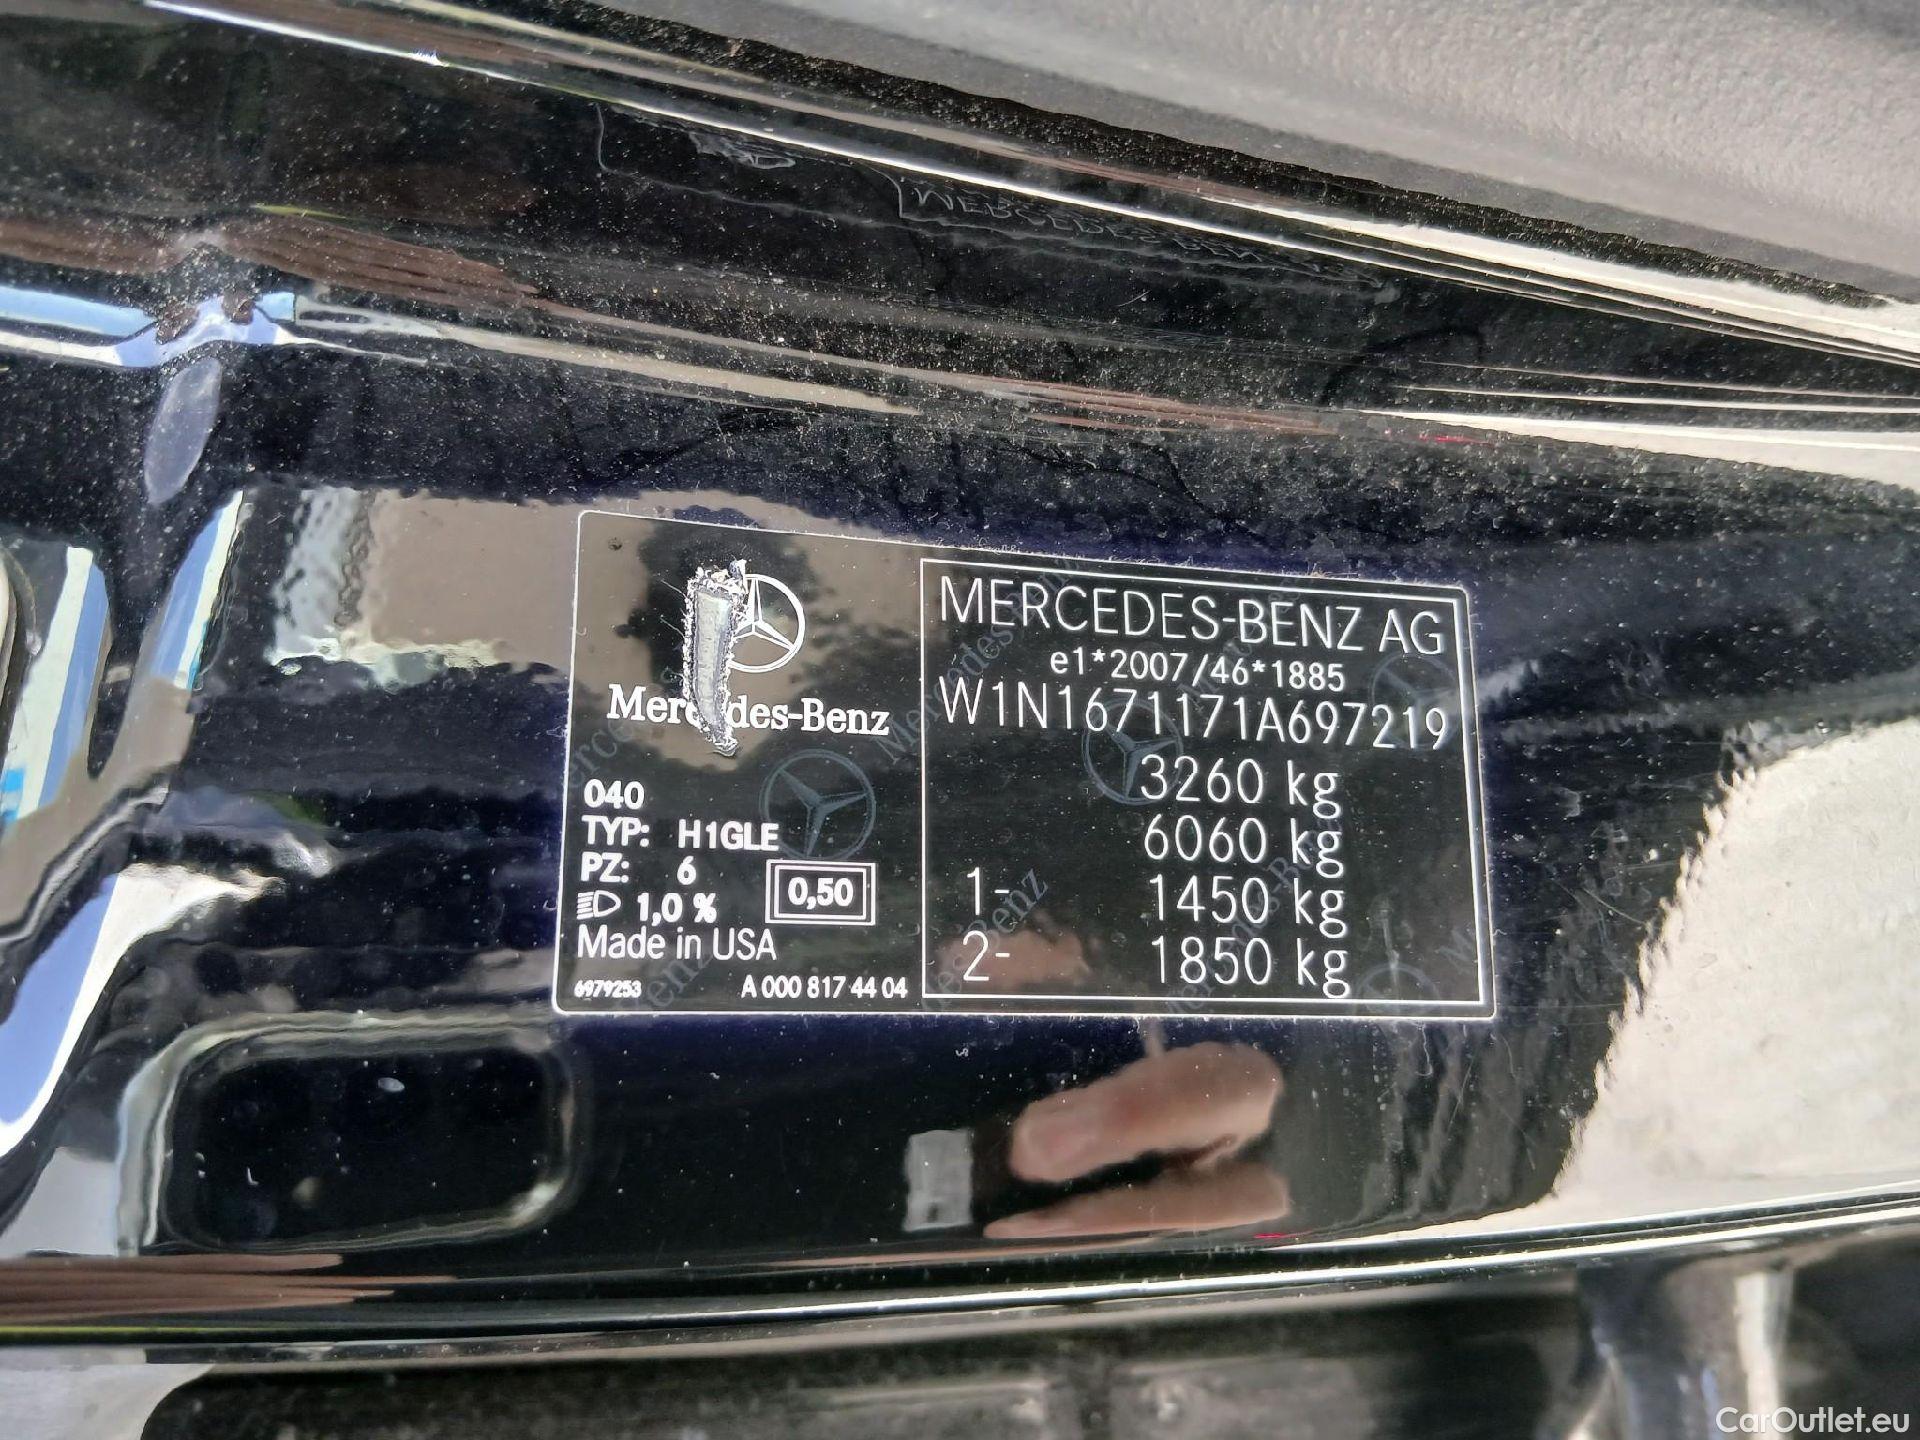 Mercedes-Benz
040
TYP: H1GLE
PZ: 6
1,0 %
0,50
Made in USA
6979253
A 000 817 44 04
MERCEDES-BENZ AG
e1*2007/46*1885
W1N1671171A697219
3260 kg
6060 kg
1- 1450 kg
2- 1850 kg
CarOutlet.eu